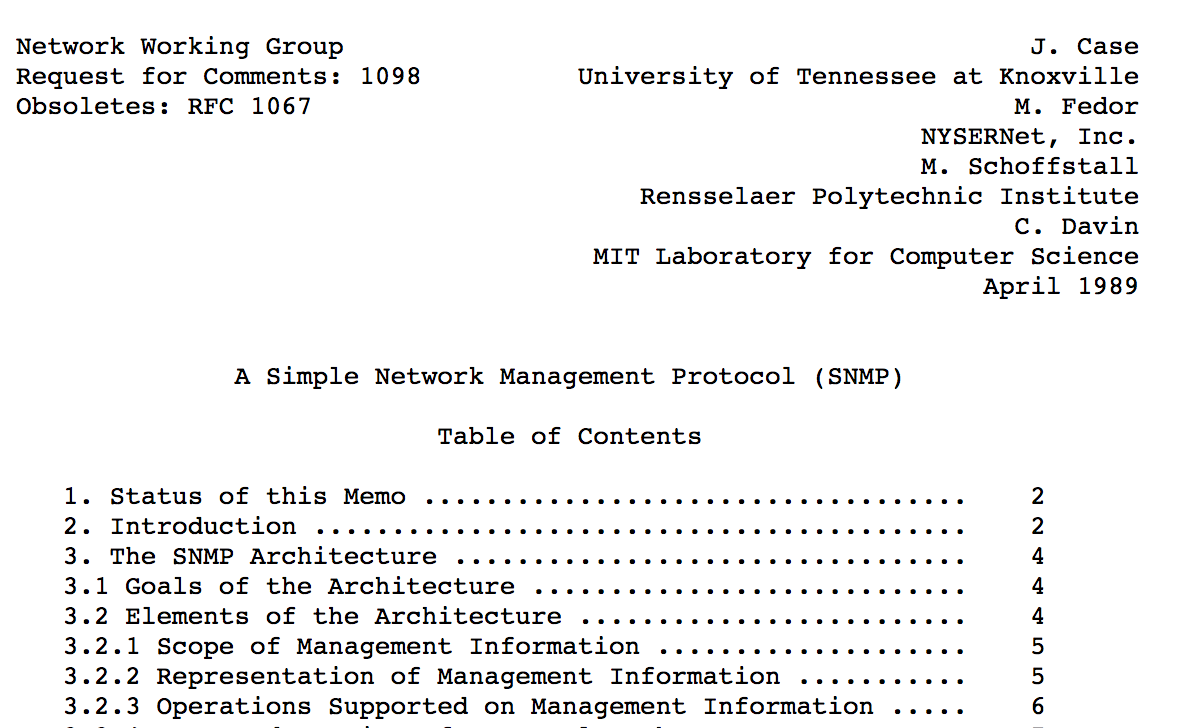 Network Working Group                                            J. Case
Request for Comments: 1098          University of Tennessee at Knoxville
Obsoletes: RFC 1067                                             M. Fedor
NYSERNet, Inc.
M. Schoffstall
Rensselaer Polytechnic Institute
C. Davin
MIT Laboratory for Computer Science
April 1989
A Simple Network Management Protocol (SNMP)
Table of Contents
1. Status of this Memo ................................... 2
2. Introduction .......................................... 2
3. The SNMP Architecture ................................. 4
3.1 Goals of the Architecture ............................ 4
3.2 Elements of the Architecture ......................... 4
3.2.1 Scope of Management Information .................... 5
3.2.2 Representation of Management Information ........... 5
3.2.3 Operations Supported on Management Information ..... 6